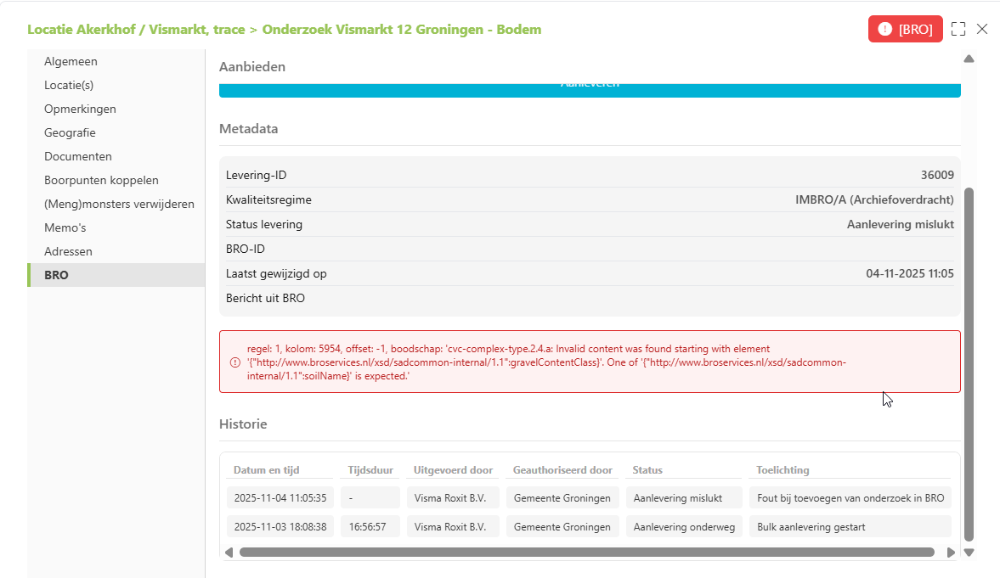 Locatie Akerkhof / Vismarkt, trace > Onderzoek Vismarkt 12 Groningen - Bodem
[BRO]
Algemeen
Locatie(s)
Opmerkingen
Geografie
Documenten
Boorpunten koppelen
(Meng)monsters verwijderen
Memo's
Adressen
BRO
Aanbieden
Aanleveren
Metadata
Levering-ID 36009
Kwaliteitsregime IMBRO/A (Archiefoverdracht)
Status levering Aanlevering mislukt
BRO-ID
Laatst gewijzigd op 04-11-2025 11:05
Bericht uit BRO
regel: 1, kolom: 5954, offset: -1, boodschap: 'cvc-complex-type.2.4.a: Invalid content was found starting with element
'{"http://www.broservices.nl/xsd/sadcommon-internal/1.1":gravelContentClass}'. One of '{"http://www.broservices.nl/xsd/sadcommon-
internal/1.1":soilName}' is expected.'
Historie
Datum en tijd Tijdsduur Uitgevoerd door Geauthoriseerd door Status Toelichting
2025-11-04 11:05:35 - Visma Roxit B.V. Gemeente Groningen Aanlevering mislukt Fout bij toevoegen van onderzoek in BRO
2025-11-03 18:08:38 16:56:57 Visma Roxit B.V. Gemeente Groningen Aanlevering onderweg Bulk aanlevering gestart